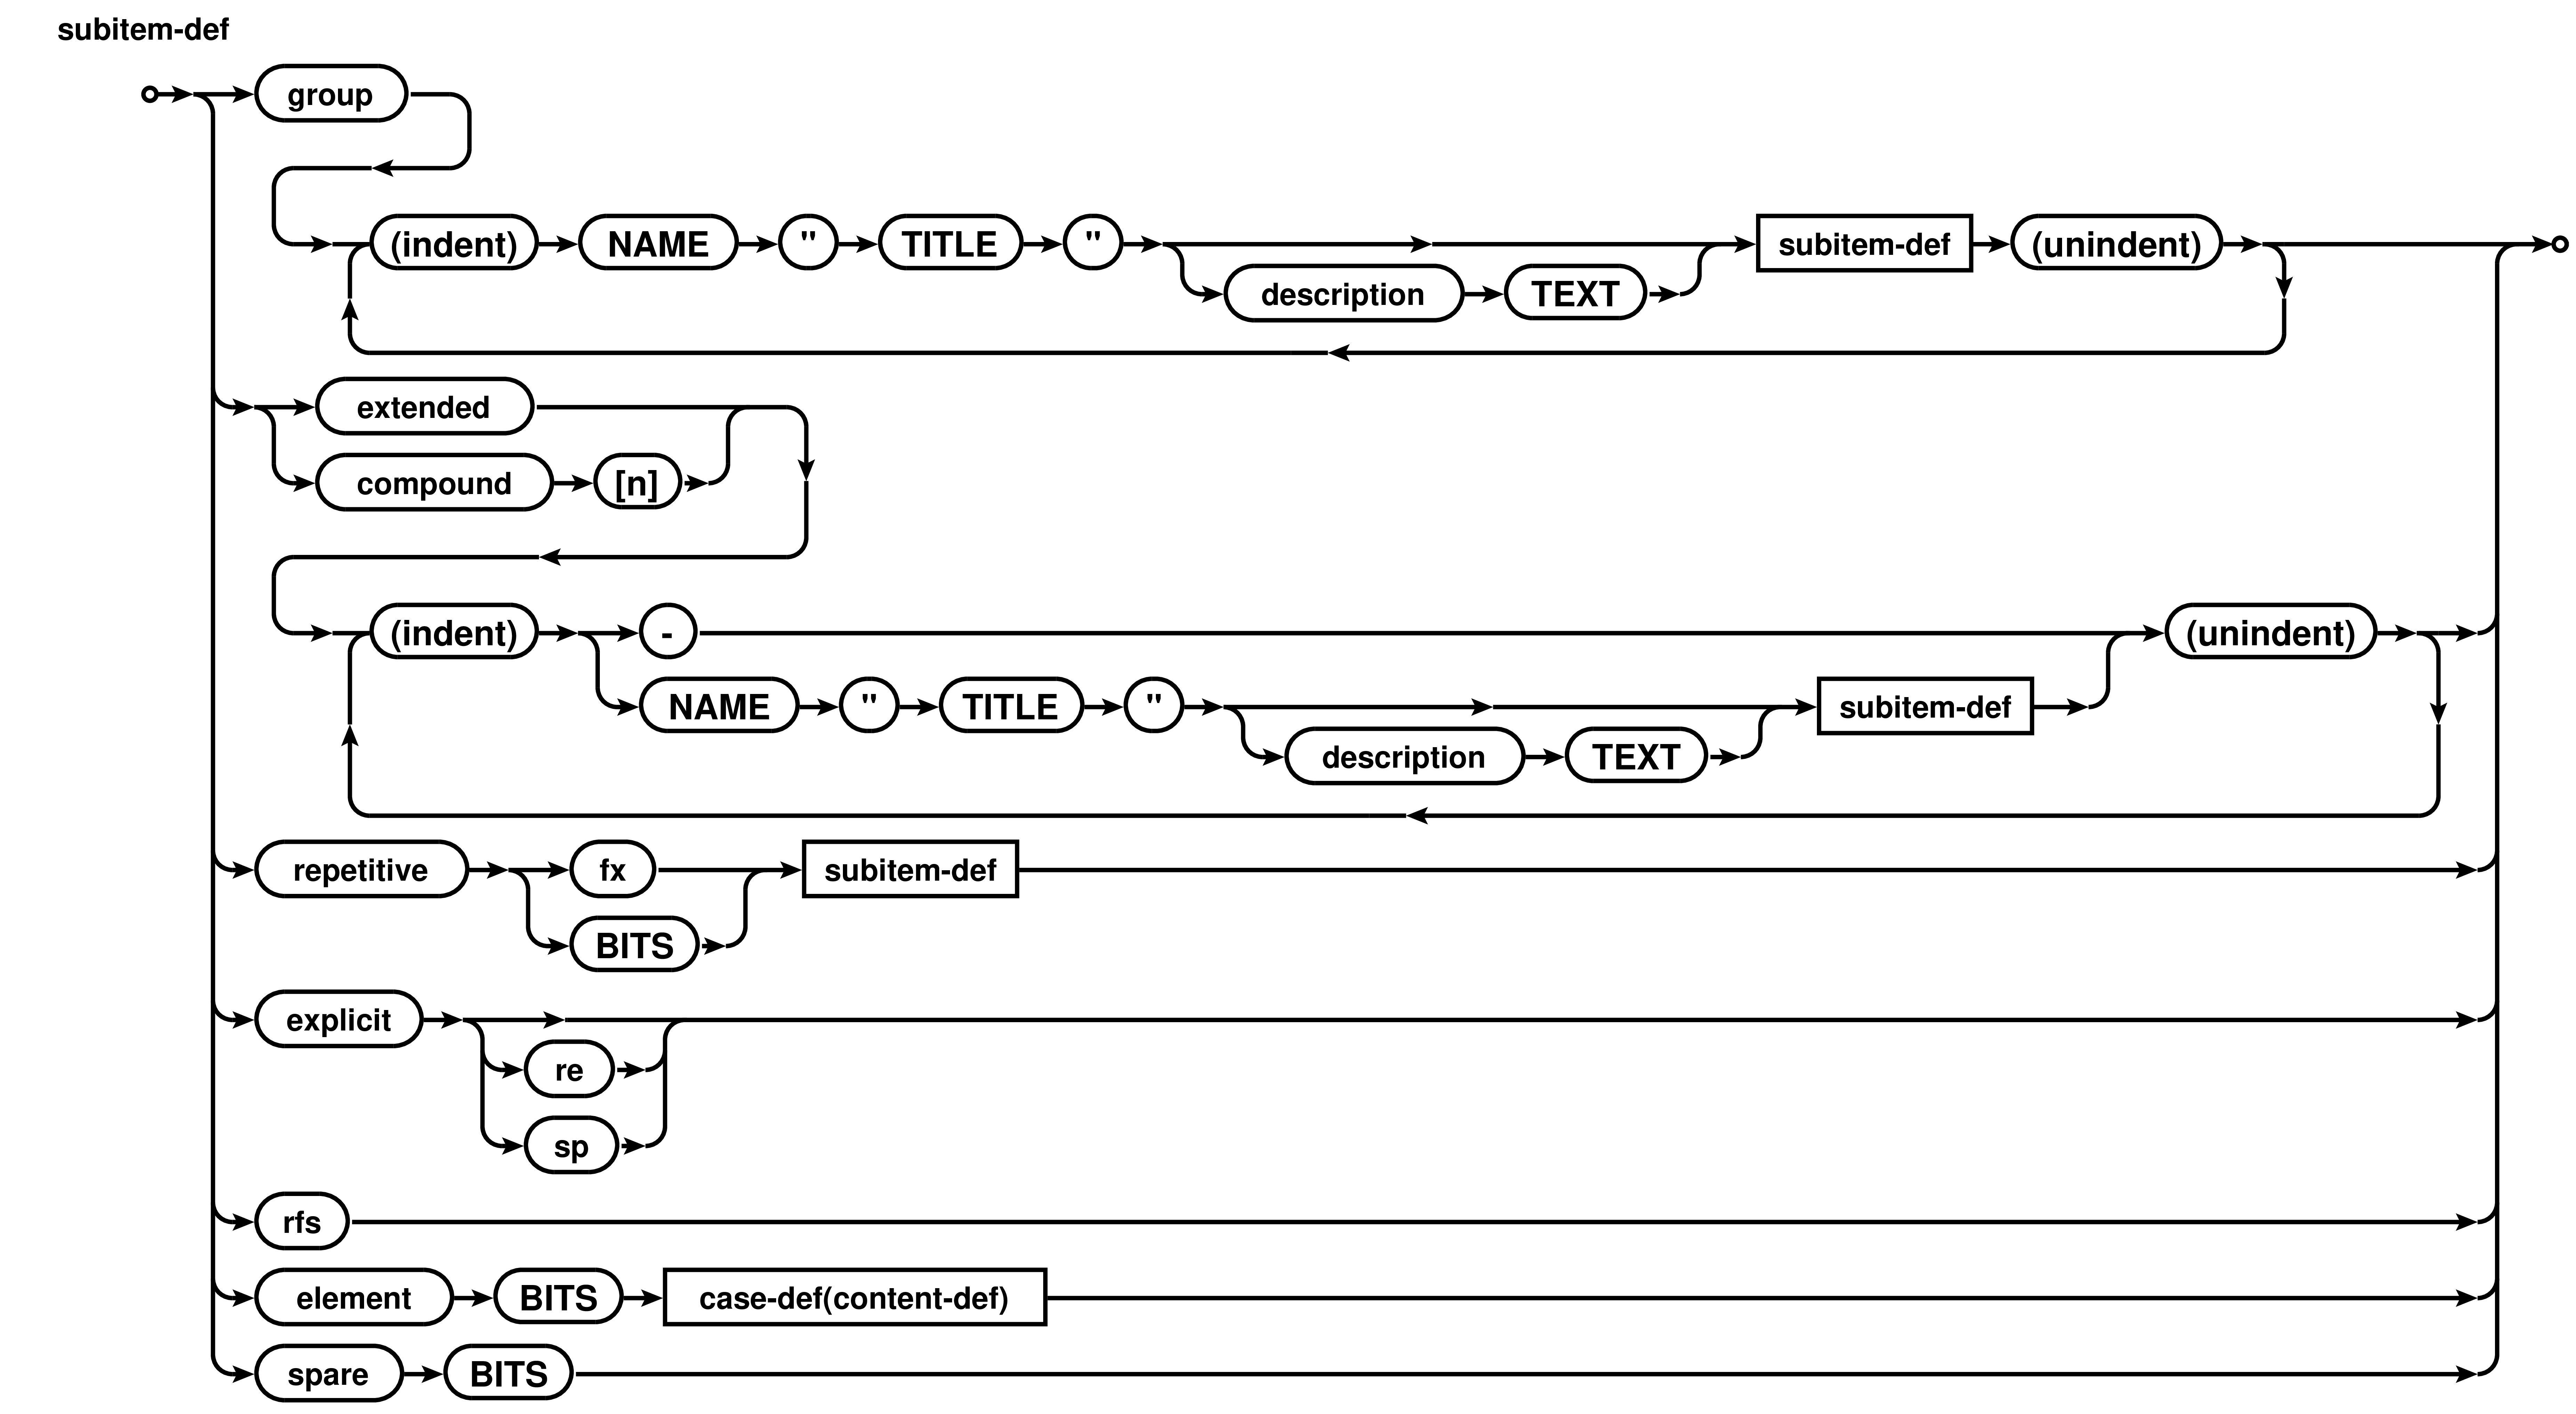 subitem-def
group
(indent) NAME " TITLE " subitem-def (unindent)
description TEXT
extended
compound [n]
(indent) - (unindent)
NAME " TITLE " subitem-def
description TEXT
repetitive fx subitem-def
BITS
explicit
re
sp
rfs
element BITS case-def(content-def)
spare BITS